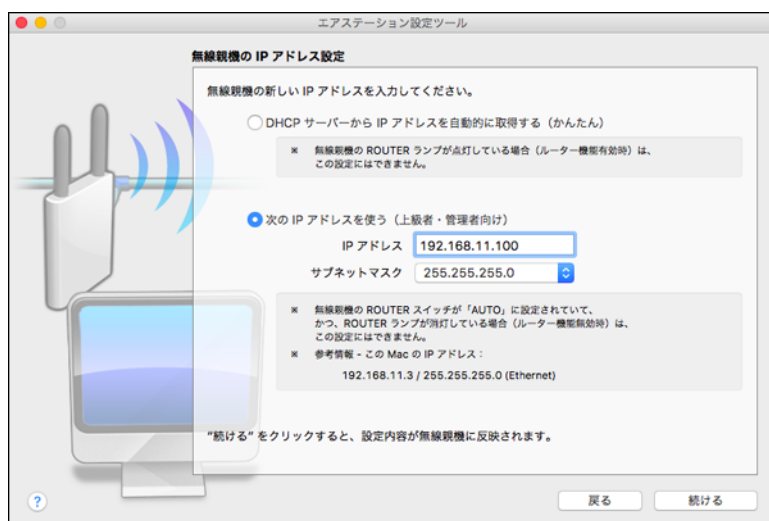 エアステーション設定ツール
無線親機の IP アドレス設定
無線親機の新しい IP アドレスを入力してください。
DHCP サーバーから IP アドレスを自動的に取得する（かんたん）
※ 無線親機の ROUTER ランプが点灯している場合（ルーター機能有効時）は、
この設定にはできません。
次の IP アドレスを使う（上級者・管理者向け）
IP アドレス 192.168.11.100
サブネットマスク 255.255.255.0
※ 無線親機の ROUTER スイッチが「AUTO」に設定されていて、
かつ、ROUTER ランプが消灯している場合（ルーター機能無効時）は、
この設定にはできません。
※ 参考情報 - この Mac の IP アドレス：
192.168.11.3 / 255.255.255.0 (Ethernet)
“続ける” をクリックすると、設定内容が無線親機に反映されます。
?
戻る 続ける